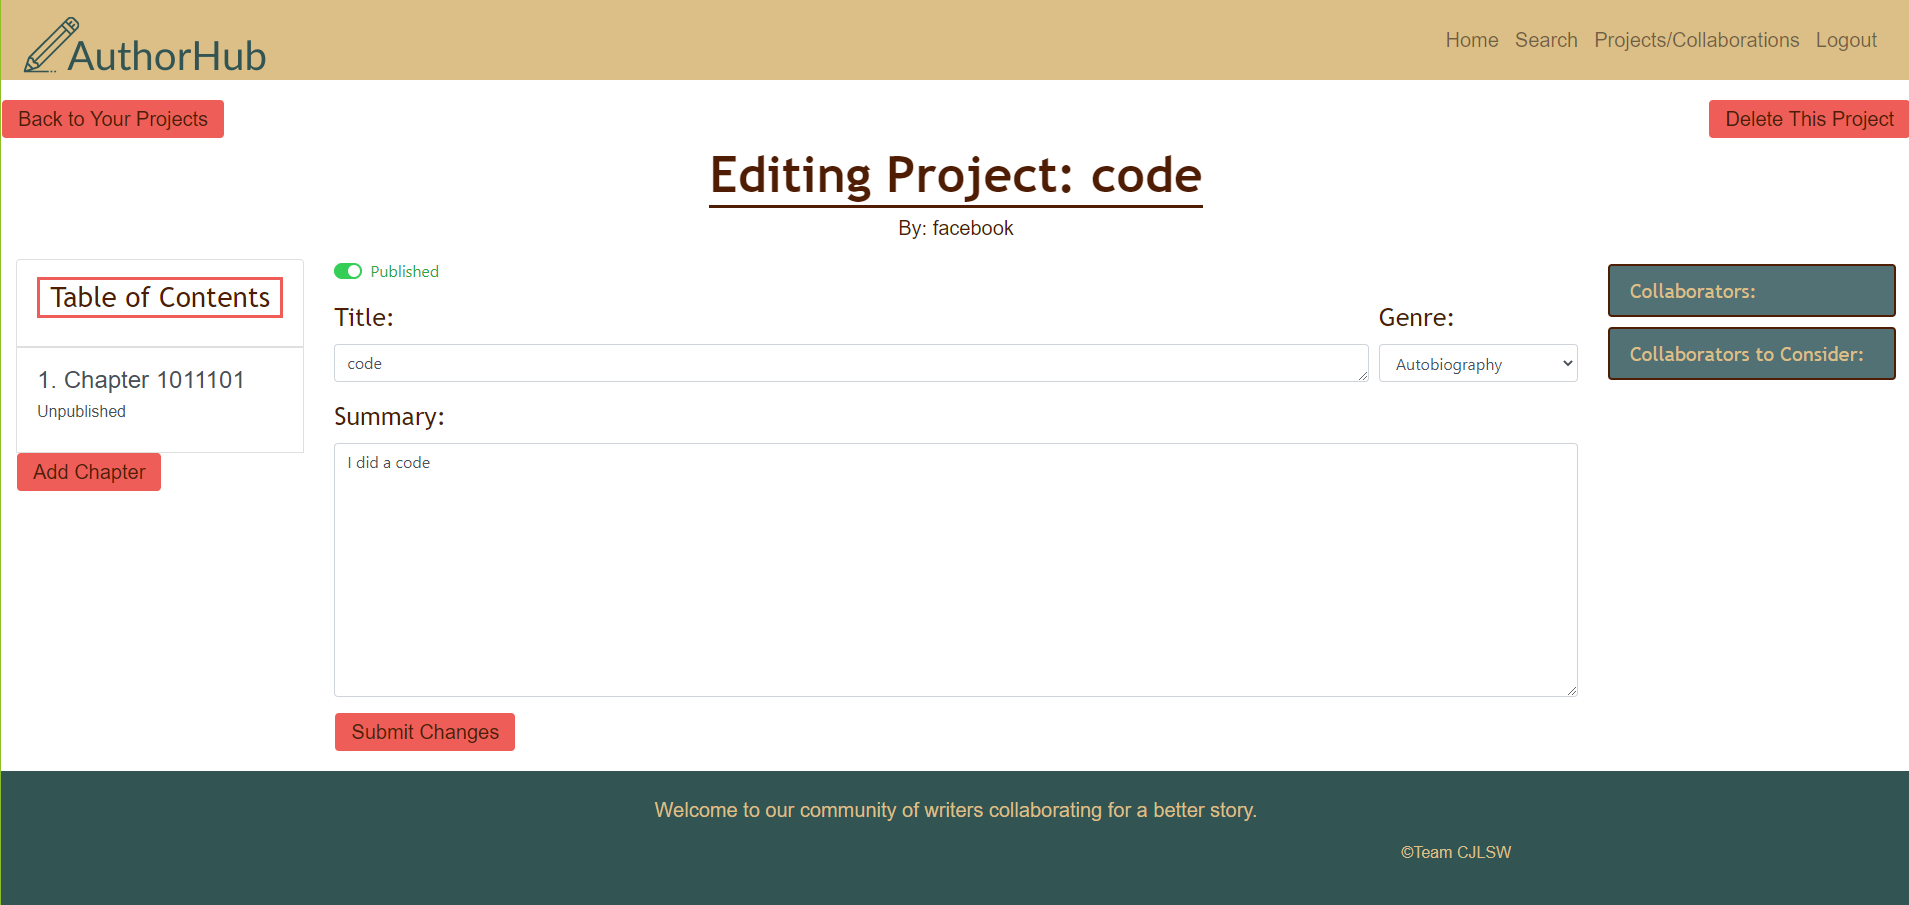 AuthorHub
Home Search Projects/Collaborations Logout
Back to Your Projects
Delete This Project
Editing Project: code
By: facebook
Table of Contents
1. Chapter 1011101
Unpublished
Add Chapter
Published
Title:
code
Genre:
Autobiography
Summary:
I did a code
Submit Changes
Collaborators:
Collaborators to Consider:
Welcome to our community of writers collaborating for a better story.
©Team CJLSW